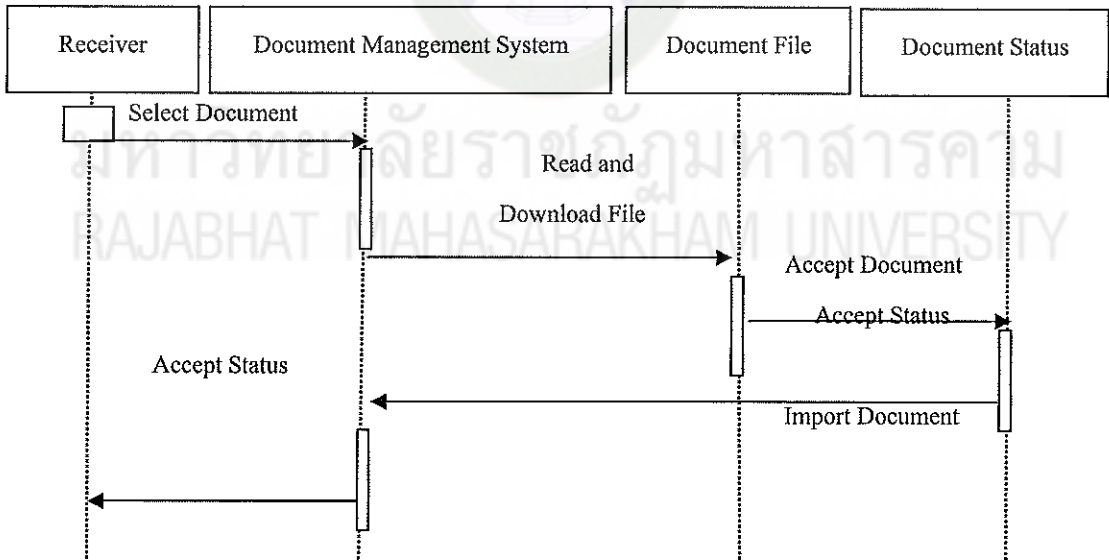 Receiver
Document Management System
Document File
Document Status
Select Document
มหาวิทยาลัยราชภัฏมหาสารคาม
Read and
Download File
RAJABHAT MAHASARAKHAM UNIVERSITY
Accept Document
Accept Status
Accept Status
Import Document